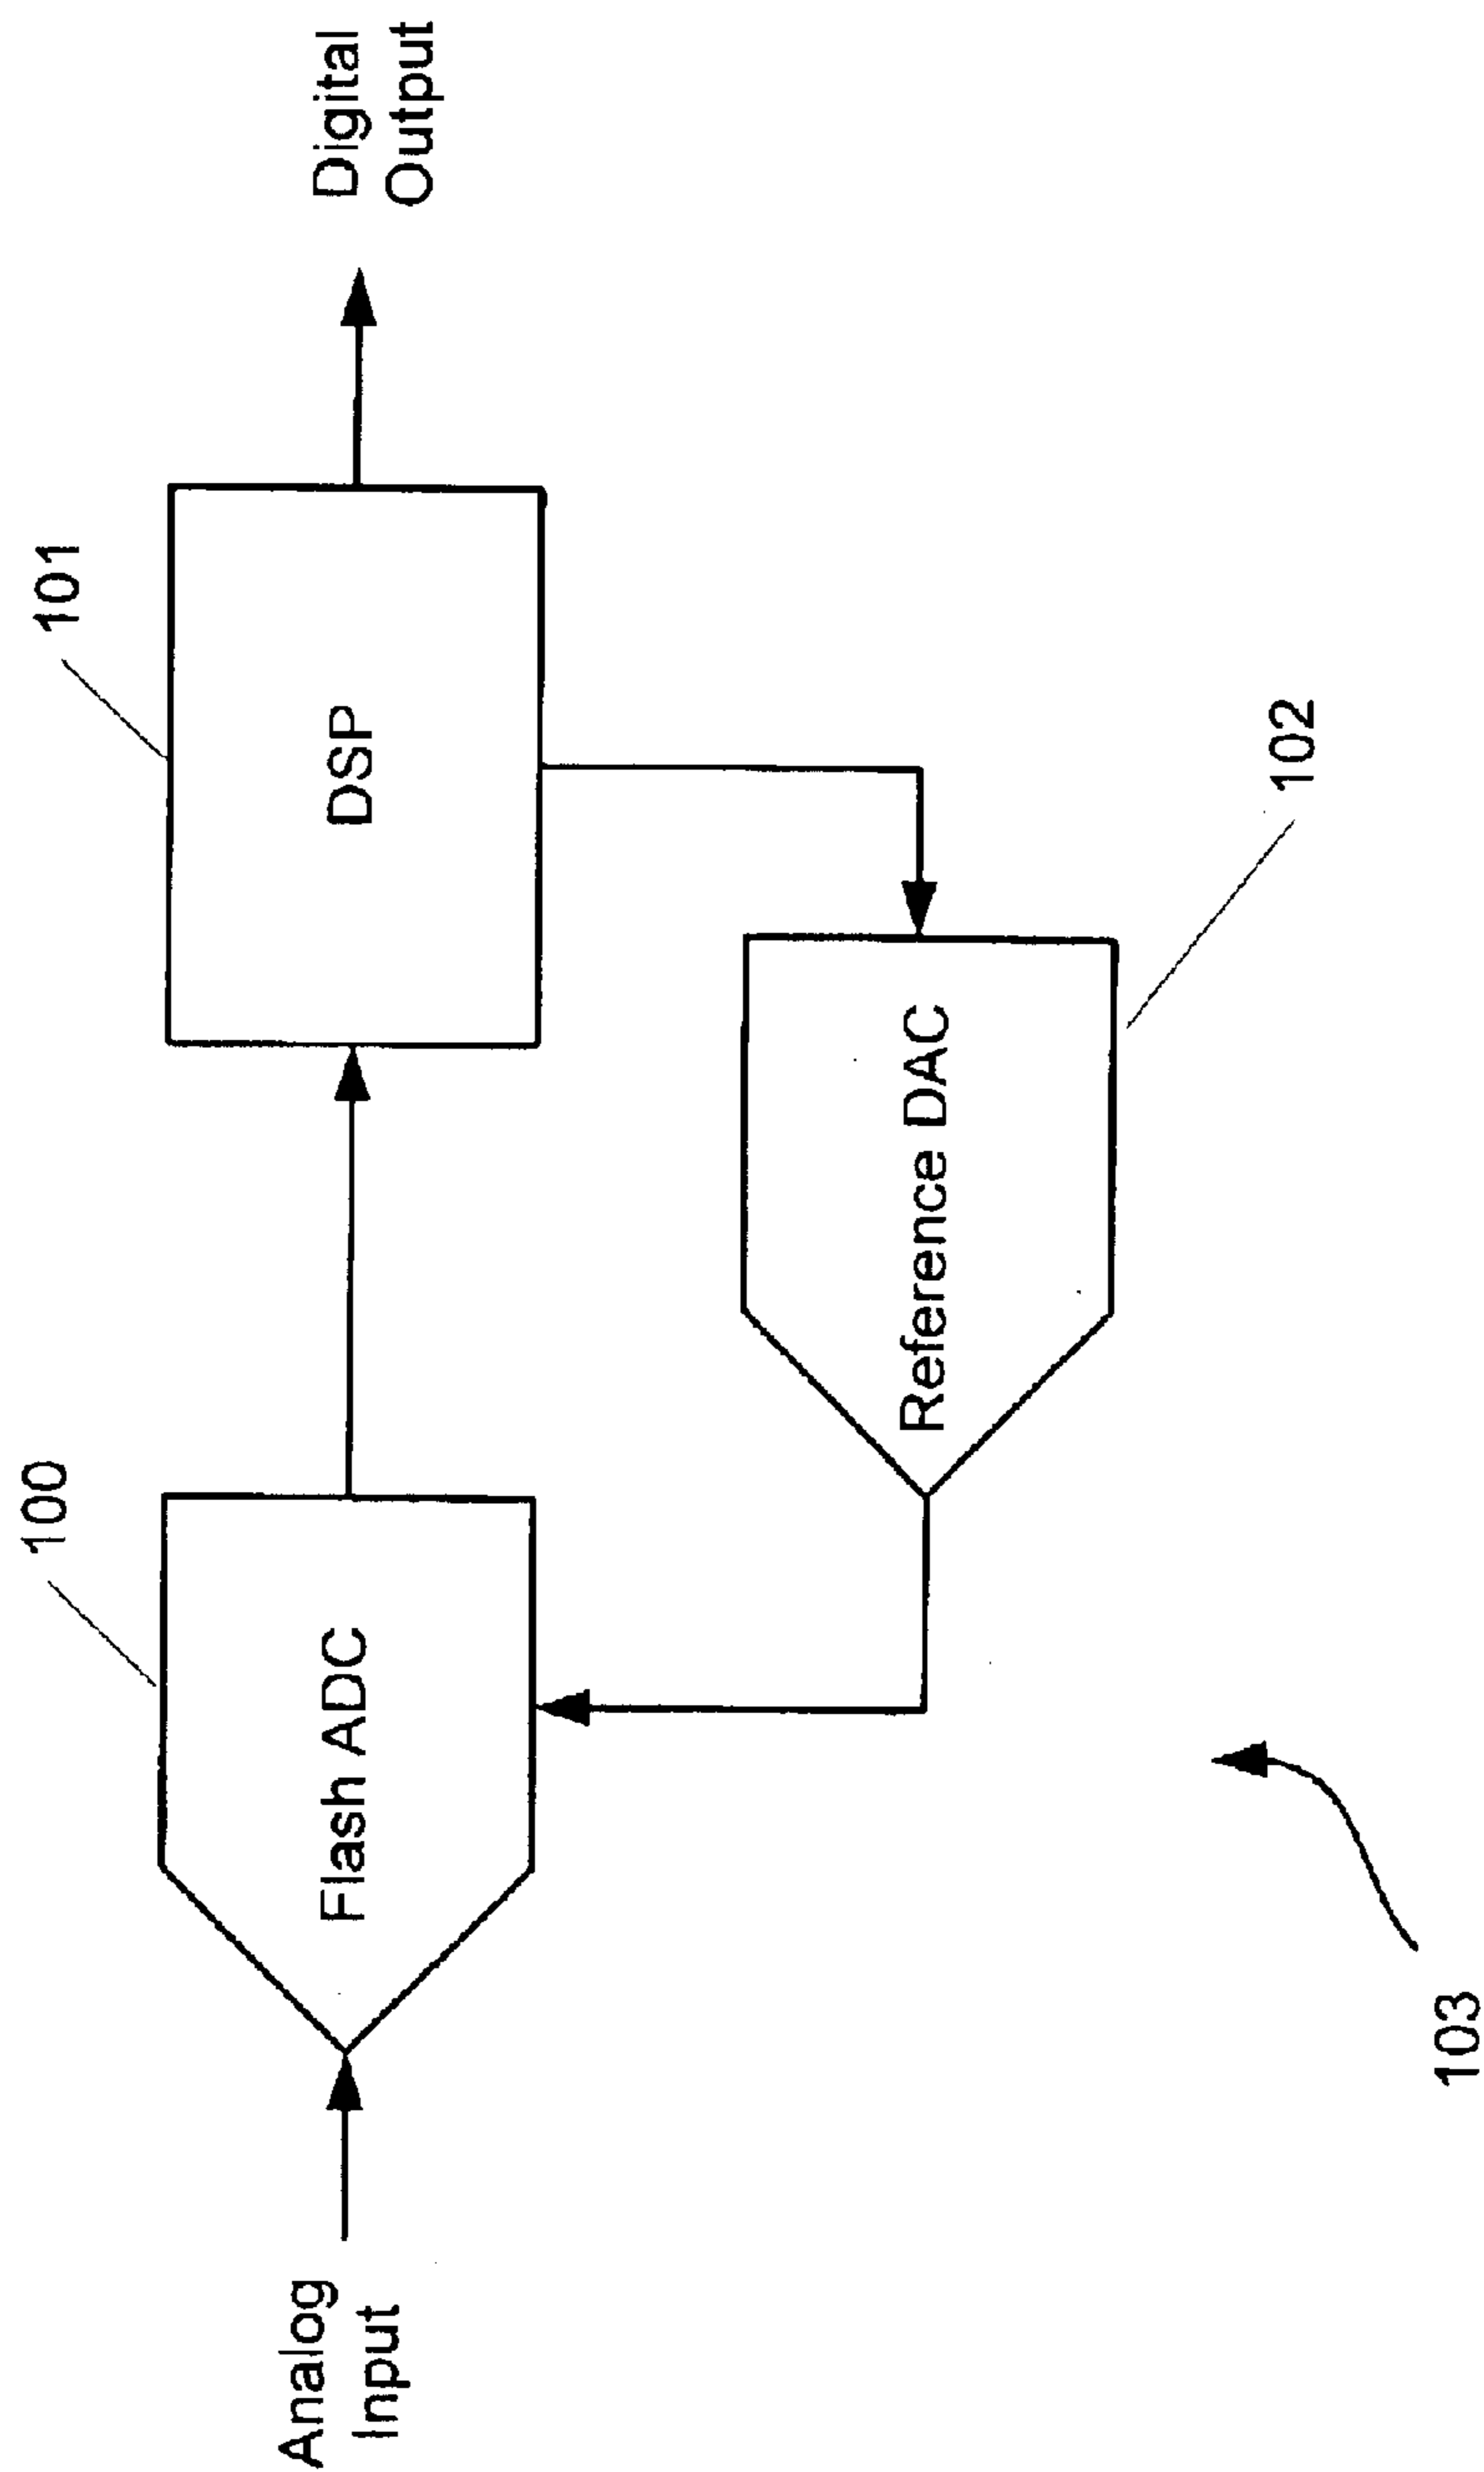 100
101
Analog
Input
Flash ADC
DSP
Digital
Output
Reference DAC
102
103